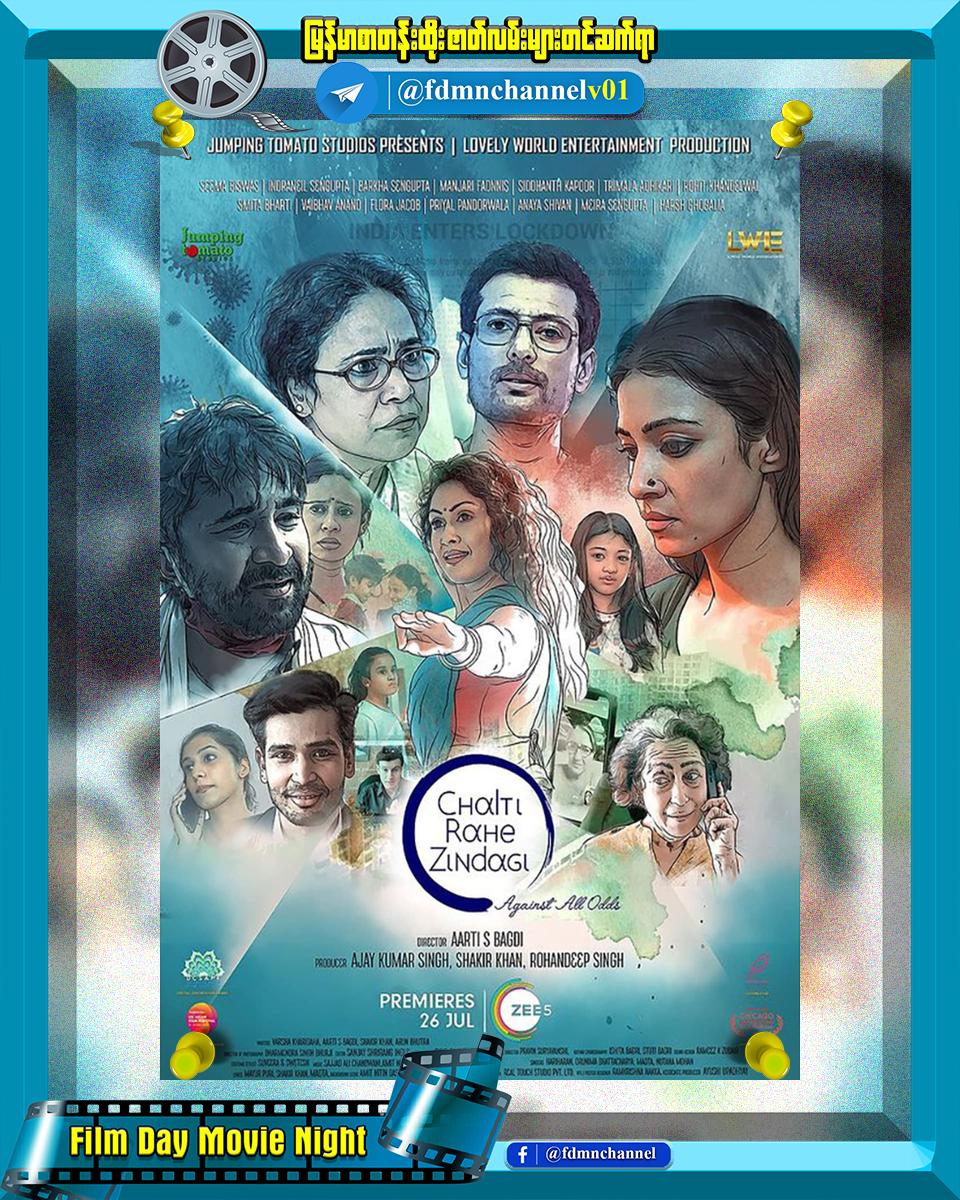 မြန်မာစာတန်းထိုးဇာတ်လမ်းများတင်ဆက်ရာ
@fdmnchannelv01
JUMPING TOMATO STUDIOS PRESENTS | LOVELY WORLD ENTERTAINMENT PRODUCTION
SEEMA BISWAS | INDRANEIL SENGUPTA | BARKHA SENGUPTA | MANJARI FADNNIS | SIDDHANTA KAPOOR | TRIMALA ADHIKARI | ROHIT KHANDELWAL
SMITA BHARTI | VAIBHAV ANAND | FLORA JACOB | PRIYAL PANDORWALA | ANAYA SHIVAN | MEIRA SENGUPTA | HARSH GHOGALIA
INDIA ENTERS LOCKDOWN
Jumping
tomato
LWE
CHALTI
RAHE
ZINDAGI
Against All Odds
DIRECTOR AARTI S BAGDI
PRODUCER AJAY KUMAR SINGH, SHAKIR KHAN, ROHANDEEP SINGH
PREMIERES
26 JUL
ZEE5
Film Day Movie Night
@fdmnchannel